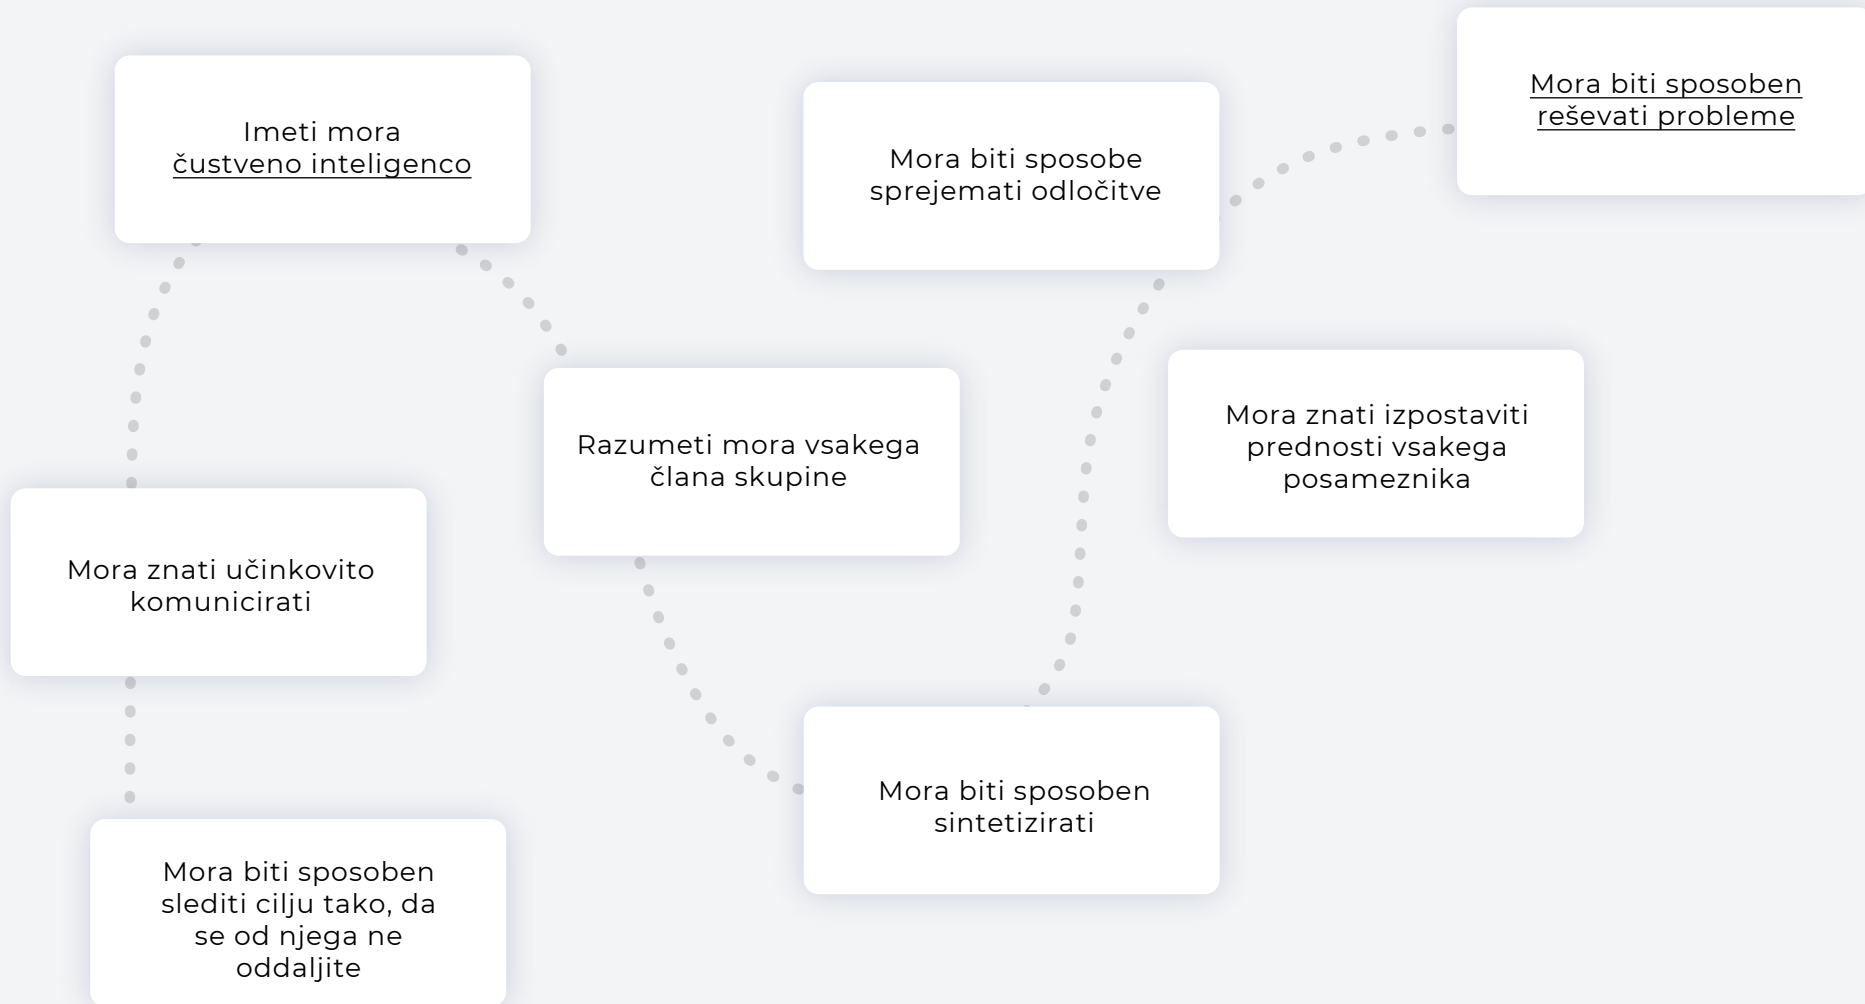 Imeti mora
čustveno inteligenco
Mora biti sposobe
sprejemati odločitve
Mora biti sposoben
reševati probleme
Razumeti mora vsakega
člana skupine
Mora znati izpostaviti
prednosti vsakega
posameznika
Mora znati učinkovito
komunicirati
Mora biti sposoben
sintetizirati
Mora biti sposoben
slediti cilju tako, da
se od njega ne
oddaljite